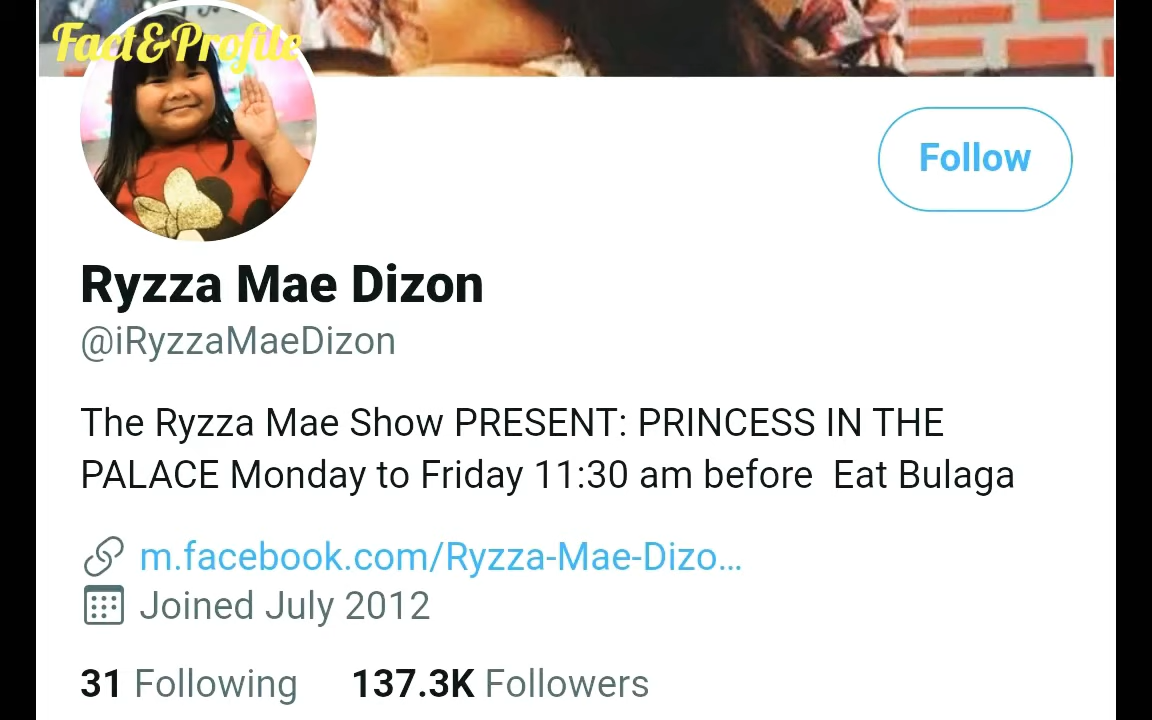 Fact&Profile
Follow
Ryzza Mae Dizon
@iRyzzaMaeDizon
The Ryzza Mae Show PRESENT: PRINCESS IN THE
PALACE Monday to Friday 11:30 am before  Eat Bulaga
m.facebook.com/Ryzza-Mae-Dizo...
Joined July 2012
31 Following 137.3K Followers